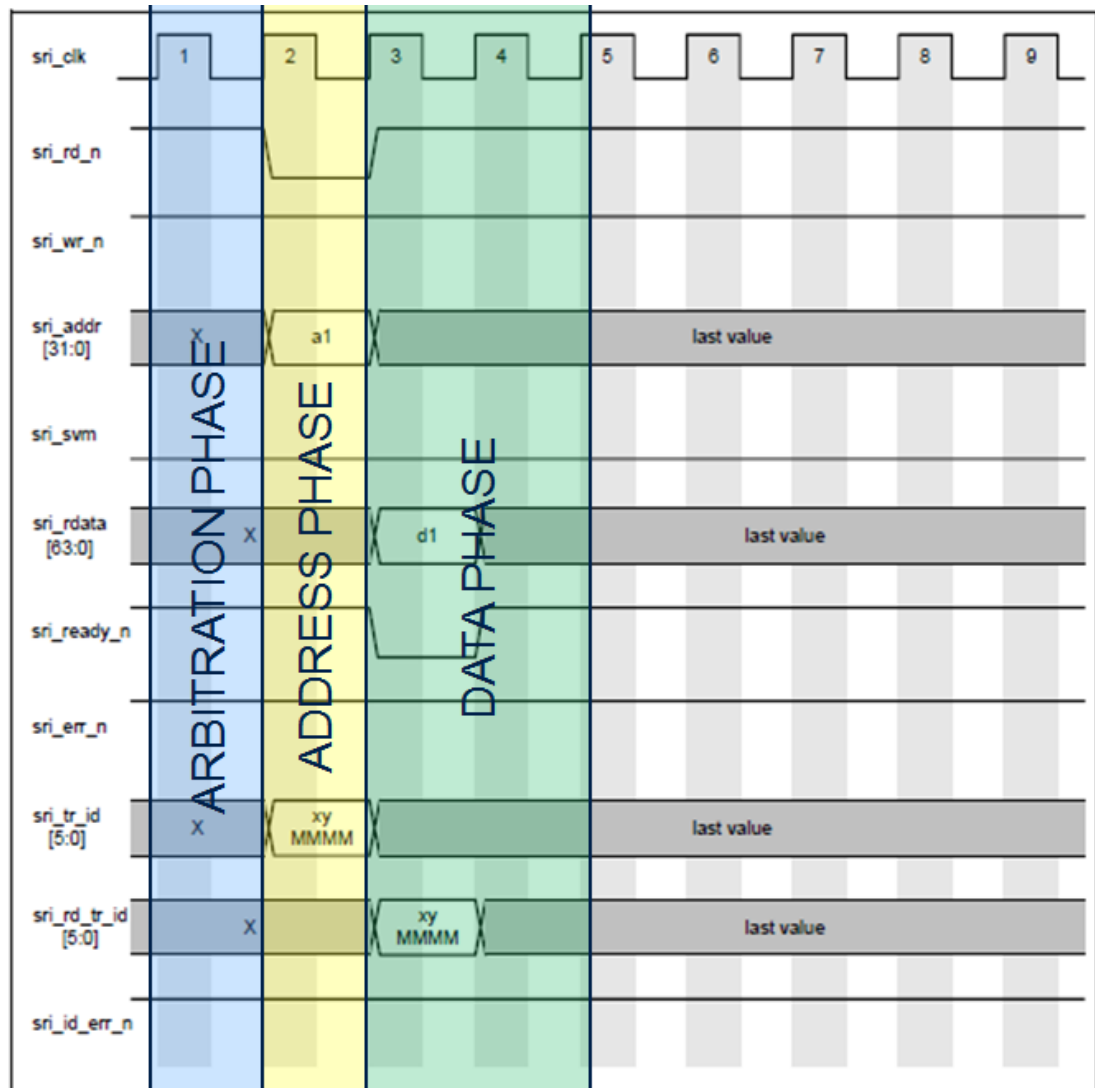 sri_clk
1 2 3 4 5 6 7 8 9
sri_rd_n
sri_wr_n
sri_addr
[31:0]
X a1 last value
sri_svm
sri_rdata
[63:0]
X d1 last value
sri_ready_n
sri_err_n
sri_tr_id
[5:0]
X xy
MMMM
last value
sri_rd_tr_id
[5:0]
X xy
MMMM
last value
sri_id_err_n
ARBITRATION PHASE
ADDRESS PHASE
DATA PHASE